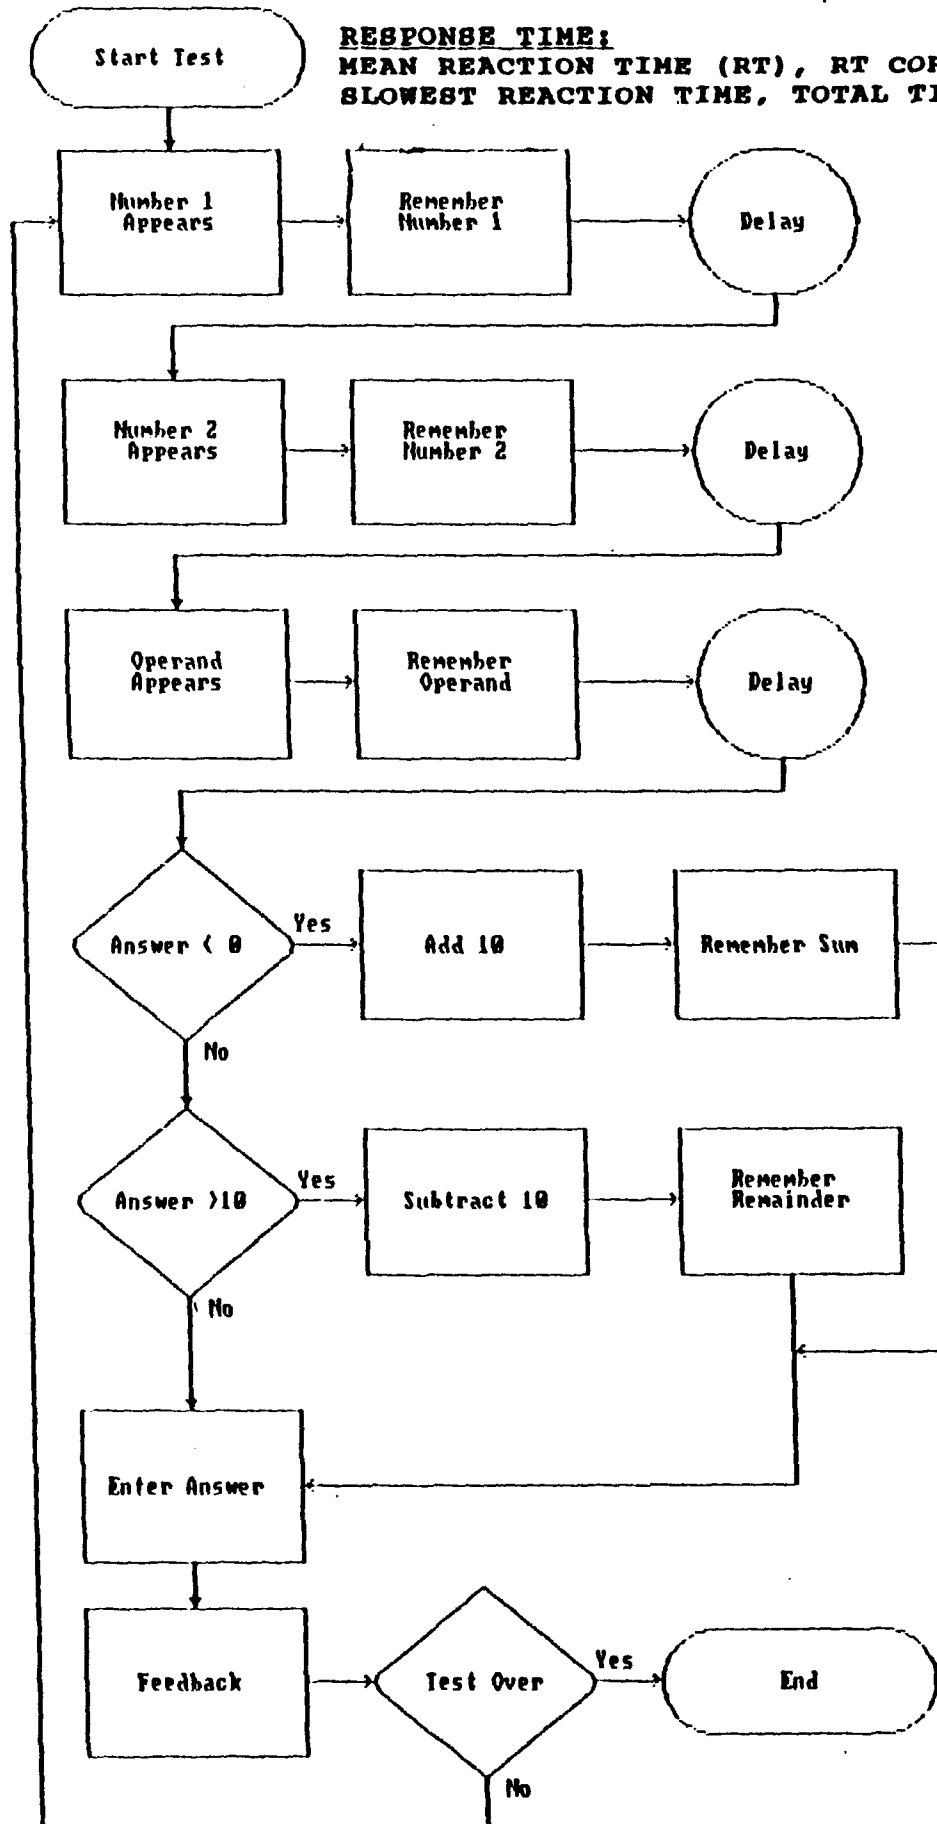 Start Test
RESPONSE TIME:
MEAN REACTION TIME (RT), RT
SLOWEST REACTION TIME, TOTAL
Number 1
Appears
Remember
Number 1
Delay
Number 2
Appears
Remember
Number 2
Delay
Operand
Appears
Remember
Operand
Delay
Answer < 0
Yes
Add 10
Remember Sum
No
Answer >10
Yes
Subtract 10
Remember
Remainder
No
Enter Answer
Feedback
Test Over
Yes
End
No